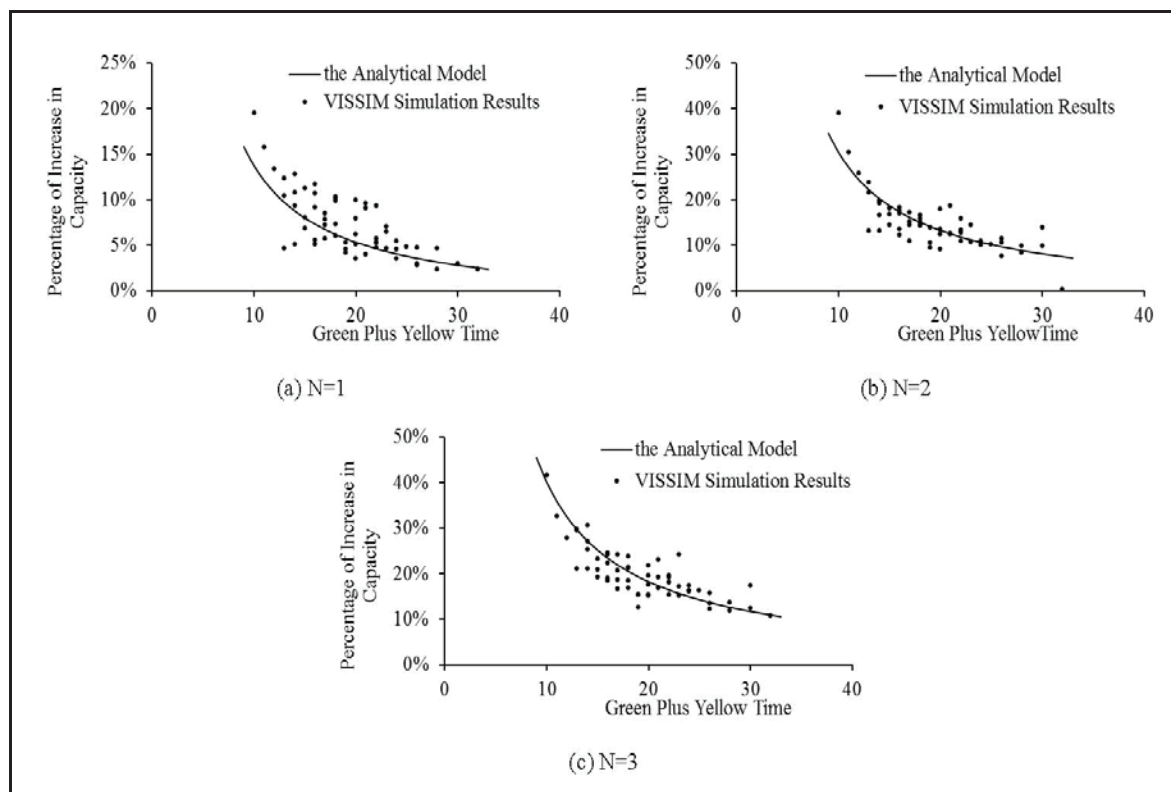 25%
20%
15%
10%
5%
0%
Percentage of Increase in
Capacity
the Analytical Model
VISSIM Simulation Results
0 10 20 30 40
Green Plus Yellow Time
(a) N=1
50%
40%
30%
20%
10%
0%
Percentage of Increase in
Capacity
the Analytical Model
VISSIM Simulation Results
0 10 20 30 40
Green Plus YellowTime
(b) N=2
50%
40%
30%
20%
10%
0%
Percentage of Increase in
Capacity
the Analytical Model
VISSIM Simulation Results
0 10 20 30 40
Green Plus Yellow Time
(c) N=3